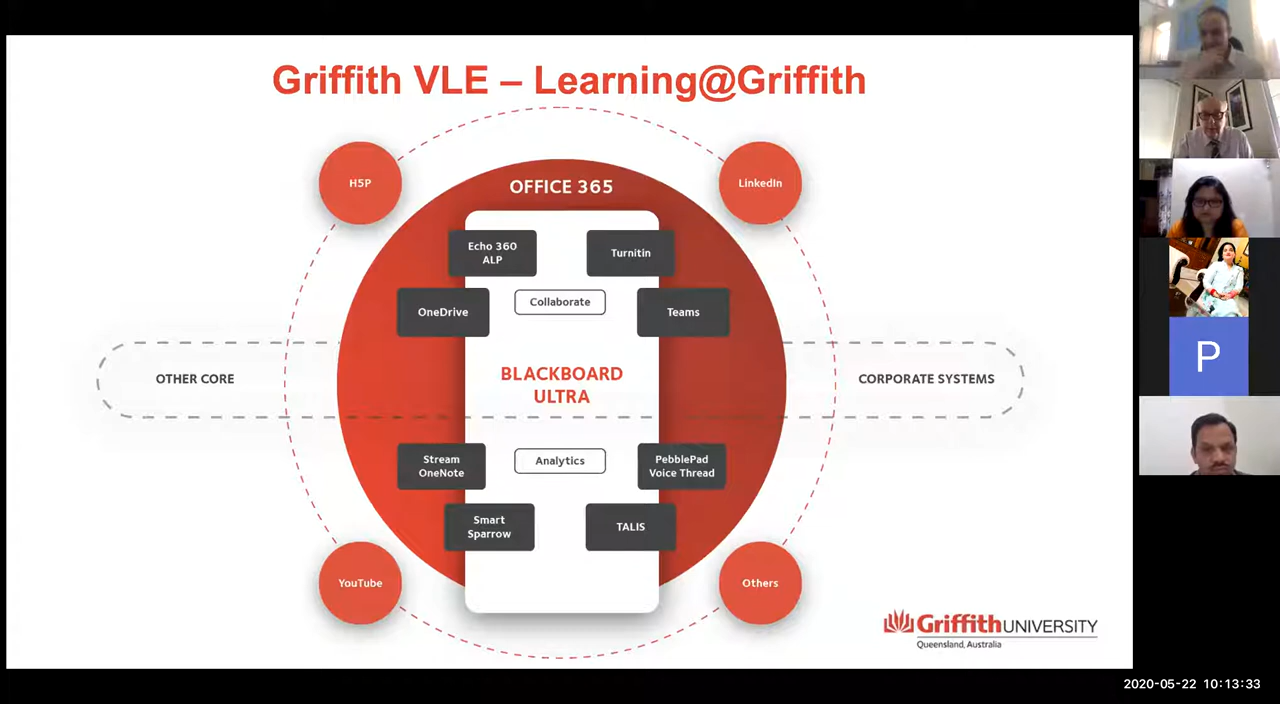 Griffith VLE – Learning@Griffith
H5P
LinkedIn
OFFICE 365
Echo 360
ALP
Turnitin
OneDrive
Collaborate
Teams
OTHER CORE
BLACKBOARD
ULTRA
CORPORATE SYSTEMS
Stream
OneNote
Analytics
PebblePad
Voice Thread
Smart
Sparrow
TALIS
YouTube
Others
Griffith UNIVERSITY
Queensland, Australia
P
2020-05-22 10:13:33